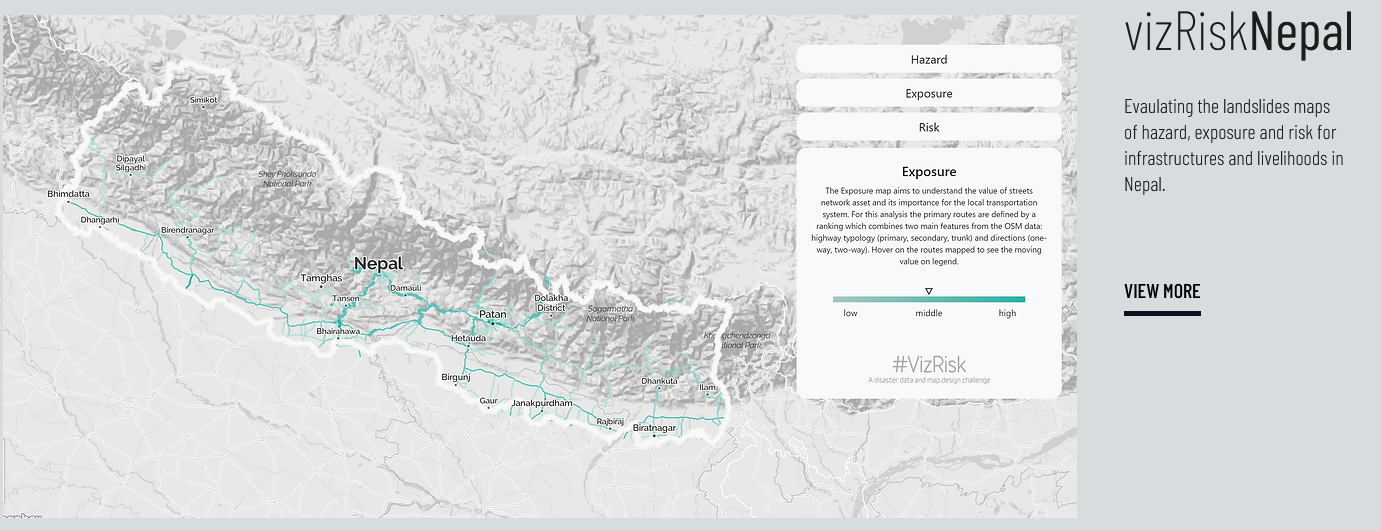 vizRiskNepal
Evaulating the landslides maps
of hazard, exposure and risk for
infrastructures and livelihoods in
Nepal.
VIEW MORE
Hazard
Exposure
Risk
Exposure
The Exposure map aims to understand the value of streets
network asset and its importance for the local transportation
system. For this analysis the primary routes are defined by a
ranking which combines two main features from the OSM data:
highway typology (primary, secondary, trunk) and directions (one-
way, two-way). Hover on the routes mapped to see the moving
value on legend.
low middle high
#VizRisk
A disaster data and map design challenge
Simikot
Dipayal
Silgadhi
Shey Phoksundo
National Park
Bhimdatta
Dhangarhi
Birendranagar
Nepal
Tamghas
Damauli
Tansen
Dolakha
District
Sagarmatha
National Park
Patan
Bhairahawa
Hetauda
National Park
Birgunj
Dhankuta
Ilam
Gaur
Janakpurdham
Rajbiraj
Biratnagar